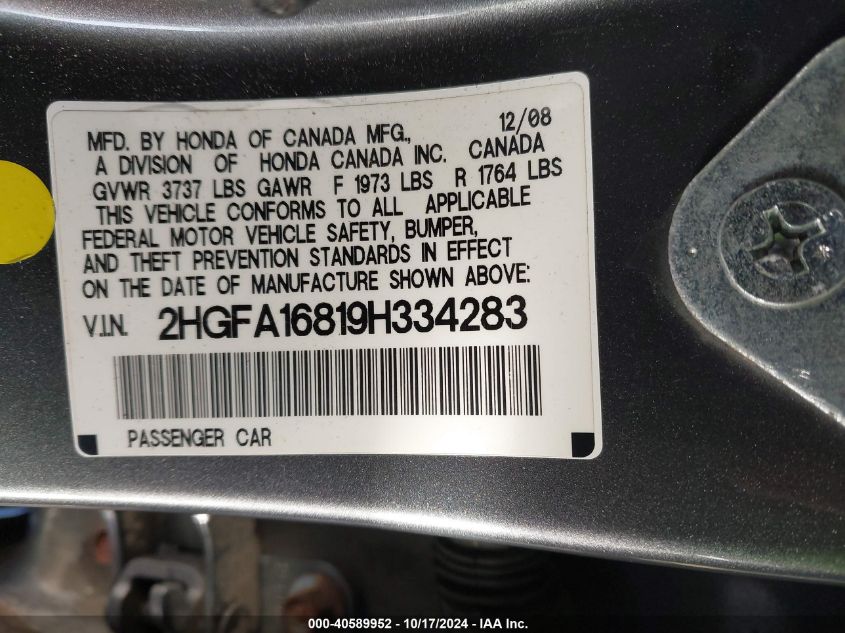 MFD. BY HONDA OF CANADA MFG., 12/08
A DIVISION OF HONDA CANADA INC. CANADA
GVWR 3737 LBS GAWR F 1973 LBS R 1764 LBS
THIS VEHICLE CONFORMS TO ALL APPLICABLE
FEDERAL MOTOR VEHICLE SAFETY, BUMPER,
AND THEFT PREVENTION STANDARDS IN EFFECT
ON THE DATE OF MANUFACTURE SHOWN ABOVE:
V.I.N. 2HGFA16819H334283
PASSENGER CAR
000-40589952 - 10/17/2024 - IAA Inc.